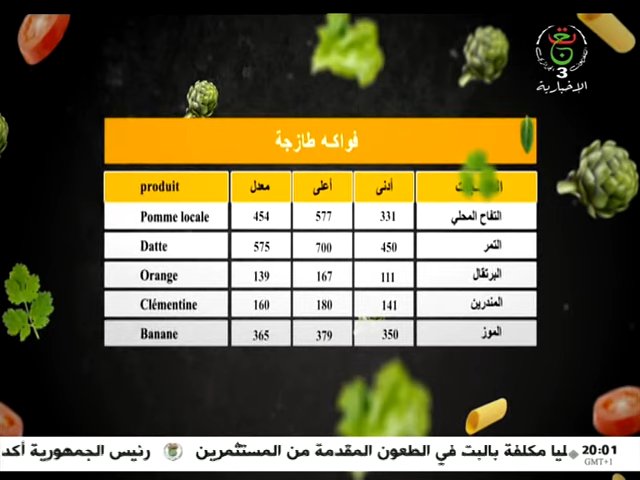 3
الإخبارية
فواكه طازجة
produit معدل أعلى أدنى
Pomme locale 454 577 331 التفاح المحلي
Datte 575 700 450 التمر
Orange 139 167 111 البرتقال
Clémentine 160 180 141 المندرين
Banane 365 379 350 الموز
ليا مكلفة بالبت في الطعون المقدمة من المستثمرين رئيس الجمهورية أكد
20:01
GMT+1